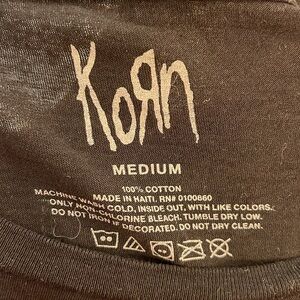 KoЯn
MEDIUM
100% COTTON
MADE IN HAITI. RN# 0100860
MACHINE WASH COLD, INSIDE OUT, WITH LIKE COLORS.
ONLY NON-CHLORINE BLEACH. TUMBLE DRY LOW.
DO NOT IRON IF DECORATED. DO NOT DRY CLEAN.